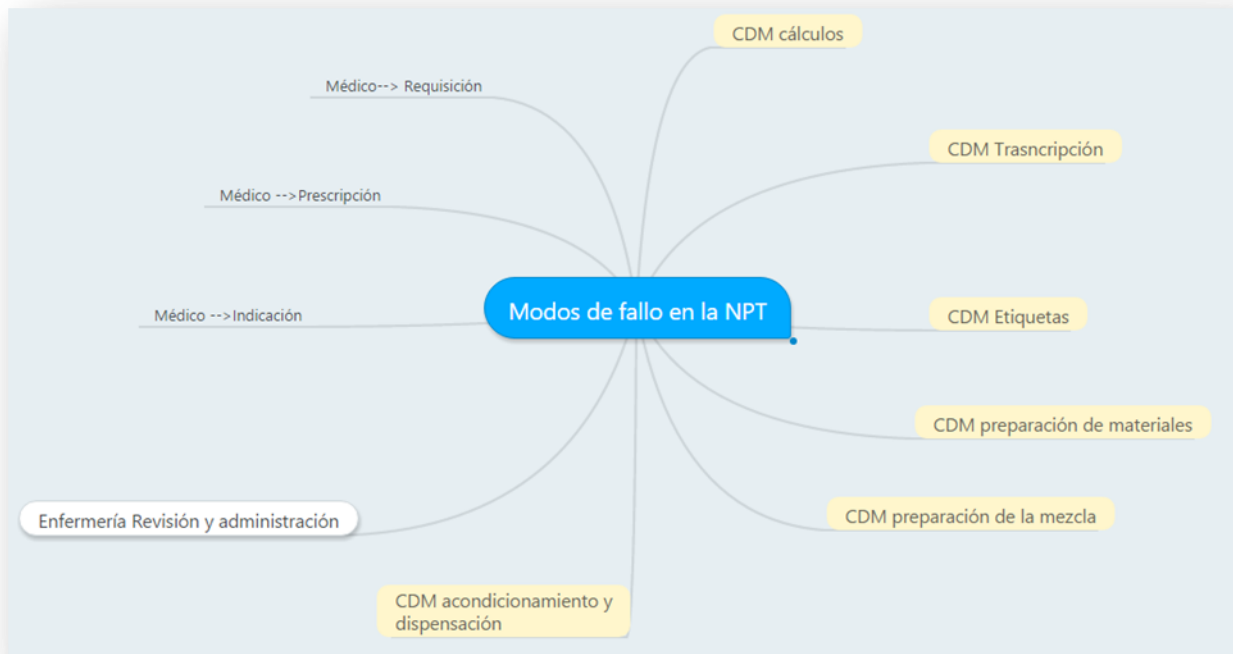 CDM cálculos
Médico--> Requisición
CDM Trasncripción
Médico -->Prescripción
Modos de fallo en la NPT
Médico -->Indicación
CDM Etiquetas
CDM preparación de materiales
Enfermería Revisión y administración
CDM preparación de la mezcla
CDM acondicionamiento y
dispensación